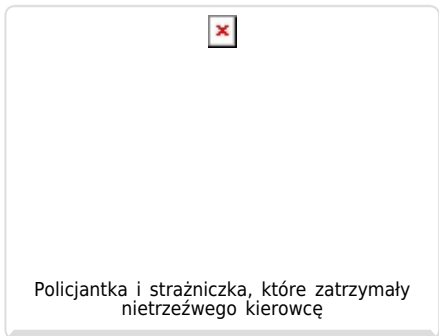 Policjantka i strażniczka, które zatrzymały
nietrzeźwego kierowcę